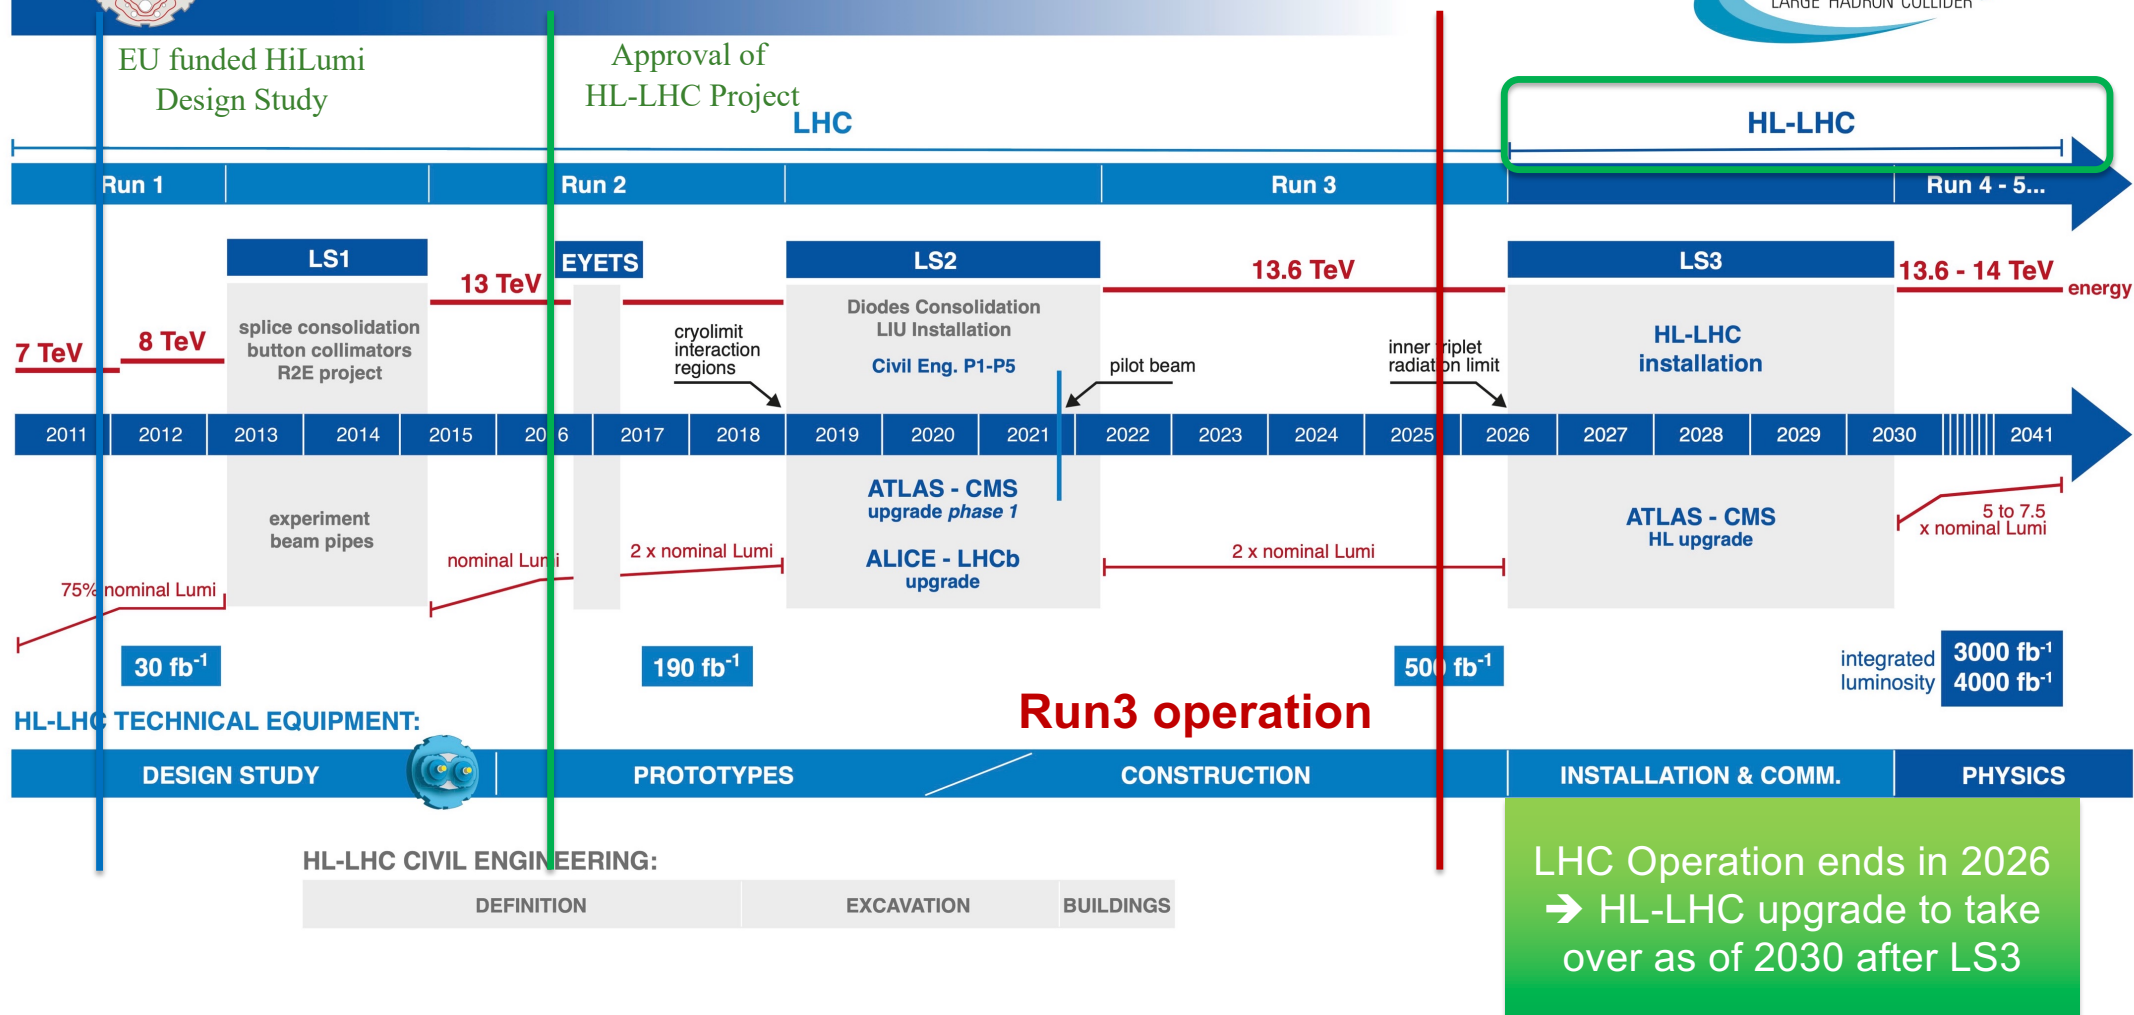 LARGE HADRON COLLIDER
EU funded HiLumi
Design Study
Approval of
HL-LHC Project
LHC
HL-LHC
Run 1
Run 2
Run 3
Run 4 - 5...
LS1
EYETS
LS2
LS3
13 TeV
13.6 TeV
13.6 - 14 TeV
energy
7 TeV
8 TeV
splice consolidation
button collimators
R2E project
cryolimit
interaction
regions
Diodes Consolidation
LIU Installation
Civil Eng. P1-P5
pilot beam
inner triplet
radiation limit
HL-LHC
installation
2011
2012
2013
2014
2015
2016
2017
2018
2019
2020
2021
2022
2023
2024
2025
2026
2027
2028
2029
2030
2041
experiment
beam pipes
75% nominal Lumi
nominal Lumi
2 x nominal Lumi
ATLAS - CMS
upgrade phase 1
ALICE - LHCb
upgrade
2 x nominal Lumi
ATLAS - CMS
HL upgrade
5 to 7.5
x nominal Lumi
30 fb-1
190 fb-1
500 fb-1
integrated
luminosity
3000 fb-1
4000 fb-1
Run3 operation
HL-LHC TECHNICAL EQUIPMENT:
DESIGN STUDY
PROTOTYPES
CONSTRUCTION
INSTALLATION & COMM.
PHYSICS
HL-LHC CIVIL ENGINEERING:
DEFINITION
EXCAVATION
BUILDINGS
LHC Operation ends in 2026
➔ HL-LHC upgrade to take
over as of 2030 after LS3